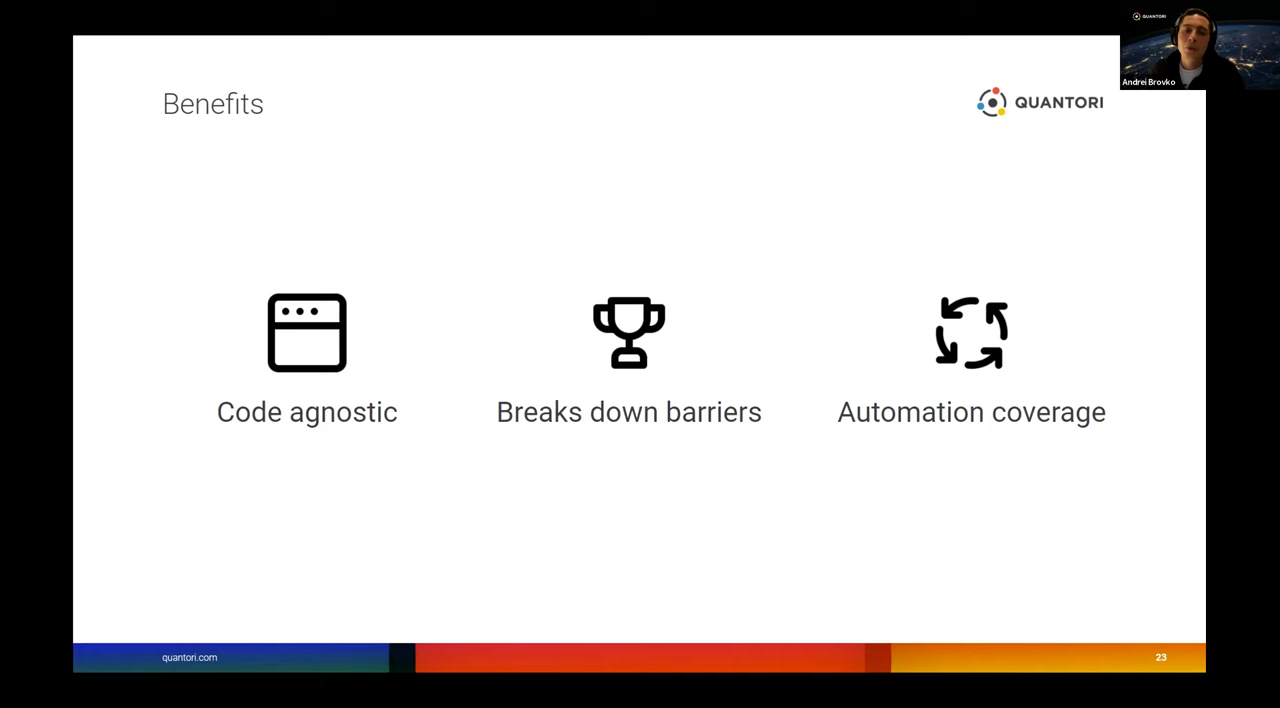 QUANTORI
Andrei Brovko
Benefits
QUANTORI
Code agnostic
Breaks down barriers
Automation coverage
quantori.com
23